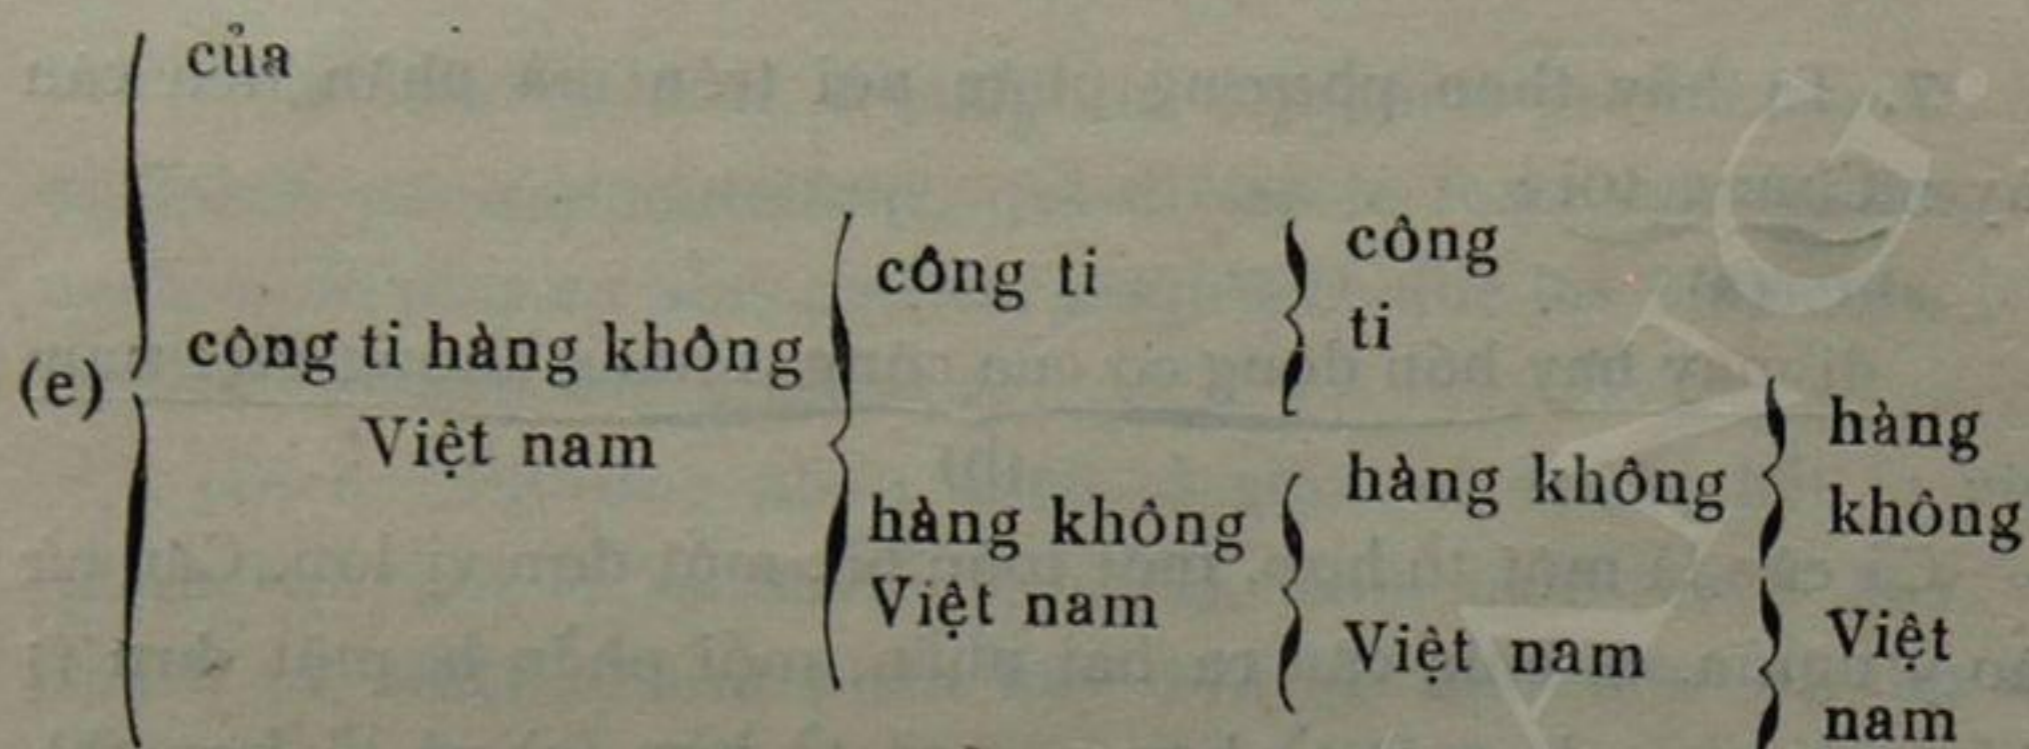 của
(e)
công ti hàng không
Việt nam
công ti
hàng không
Việt nam
công
ti
hàng không
Việt nam
hàng
không
Việt
nam